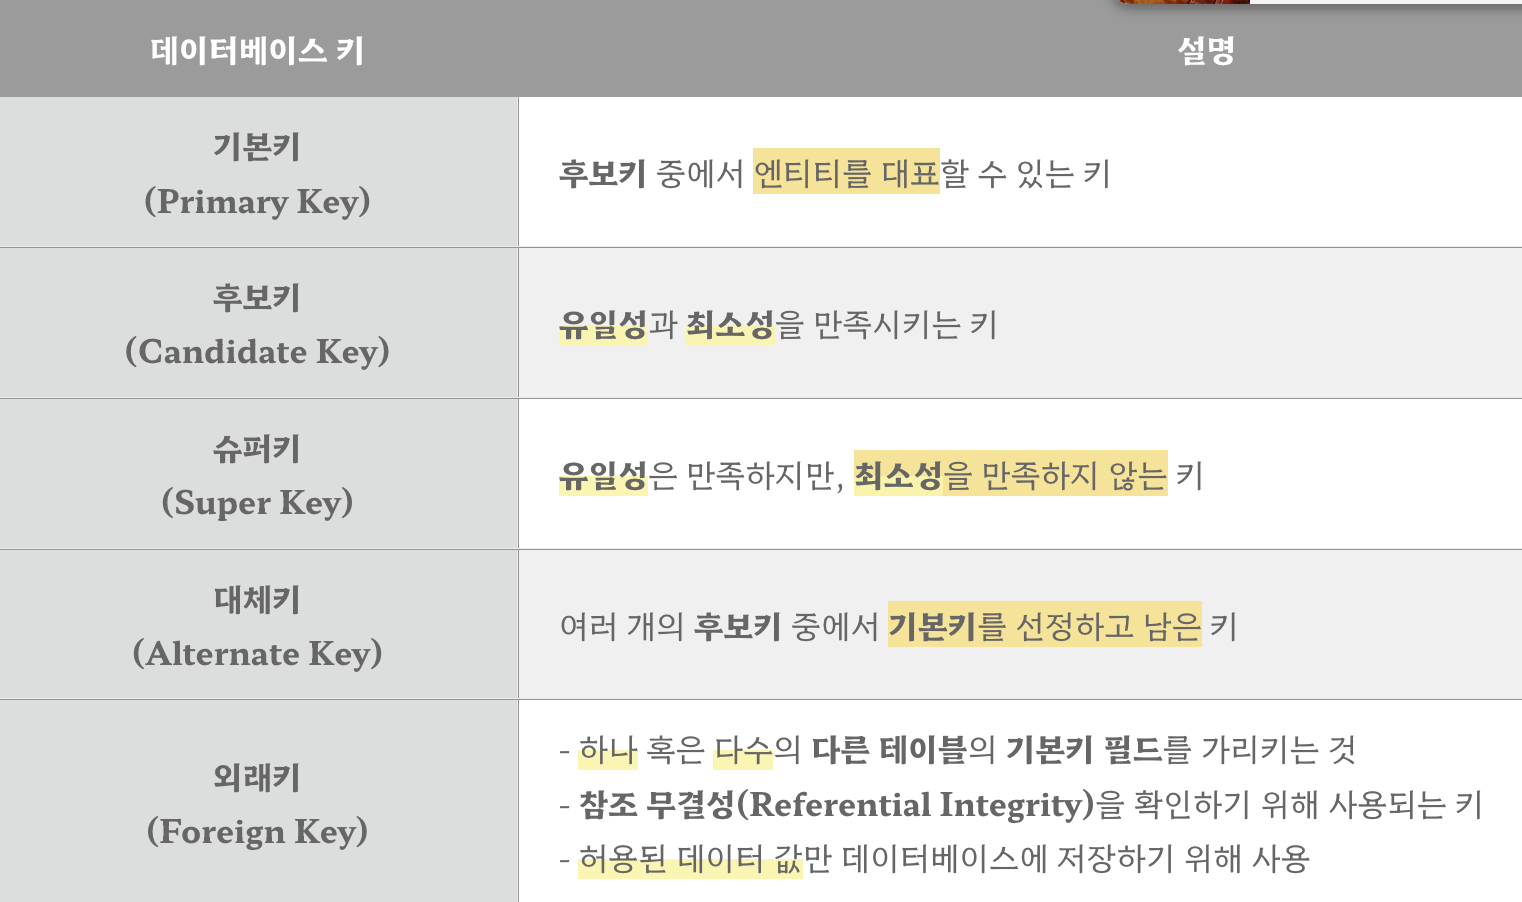 데이터베이스 키
설명
기본키
(Primary Key)
후보키 중에서 엔티티를 대표할 수 있는 키
후보키
(Candidate Key)
유일성과 최소성을 만족시키는 키
슈퍼키
(Super Key)
유일성은 만족하지만, 최소성을 만족하지 않는 키
대체키
(Alternate Key)
여러 개의 후보키 중에서 기본키를 선정하고 남은 키
외래키
(Foreign Key)
- 하나 혹은 다수의 다른 테이블의 기본키 필드를 가리키는 것
- 참조 무결성(Referential Integrity)을 확인하기 위해 사용되는 키
- 허용된 데이터 값만 데이터베이스에 저장하기 위해 사용